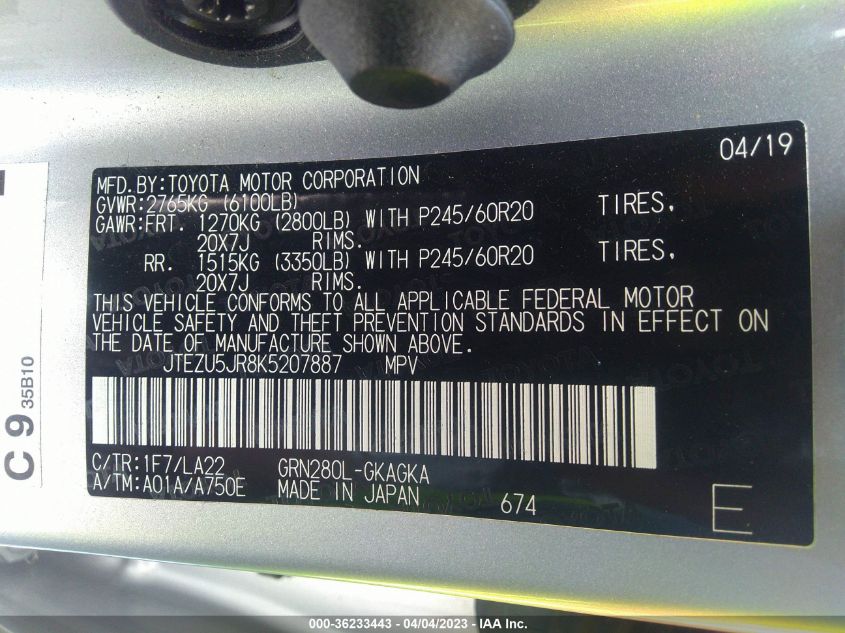 04/19
MFD.BY:TOYOTA MOTOR CORPORATION
GVWR:2765KG (6100LB)
GAWR:FRT. 1270KG (2800LB) WITH P245/60R20 TIRES,
20X7J RIMS.
RR. 1515KG (3350LB) WITH P245/60R20 TIRES,
20X7J RIMS.
THIS VEHICLE CONFORMS TO ALL APPLICABLE FEDERAL MOTOR
VEHICLE SAFETY AND THEFT PREVENTION STANDARDS IN EFFECT ON
THE DATE OF MANUFACTURE SHOWN ABOVE.
JTEZU5JR8K5207887 MPV
C/TR:1F7/LA22 GRN280L-GKAGKA
A/TM:A01A/A750E MADE IN JAPAN 674 E
C 9 35B10
000-36233443 - 04/04/2023 - IAA Inc.